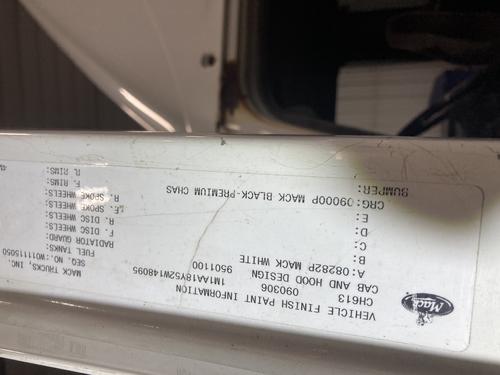 Mack
VEHICLE FINISH PAINT INFORMATION
CH613 090306 1M1AA18Y52W148095 MACK TRUCKS, INC.
CAB AND HOOD DESIGN 9501100 SEQ. NO.:W01115050
A:08282P MACK WHITE FUEL TANKS:
B: RADIATOR GUARD:
C: F. DISC WHEELS:
D: R. DISC WHEELS:
E: F. SPOKE WHEELS:
CRC:09000P MACK BLACK-PREMIUM CHAS R. SPOKE WHEELS:
BUMPER: F. RIMS:
R. RIMS: